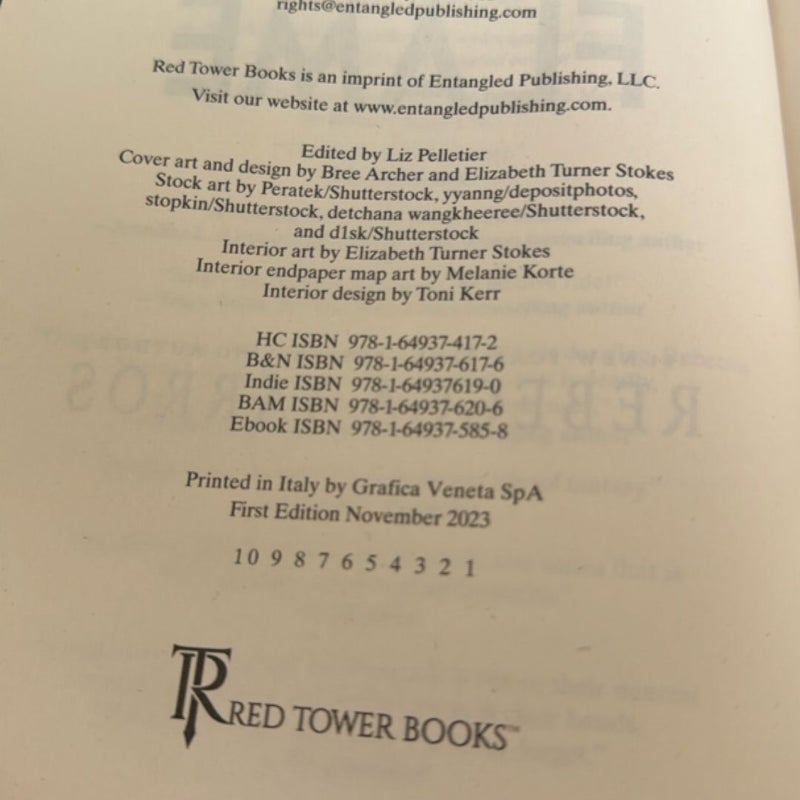 rights@entangledpublishing.com
Red Tower Books is an imprint of Entangled Publishing, LLC.
Visit our website at www.entangledpublishing.com.
Edited by Liz Pelletier
Cover art and design by Bree Archer and Elizabeth Turner Stokes
Stock art by Peratek/Shutterstock, yyanng/depositphotos,
stopkin/Shutterstock, detchana wangkheeree/Shutterstock,
and d1sk/Shutterstock
Interior art by Elizabeth Turner Stokes
Interior endpaper map art by Melanie Korte
Interior design by Toni Kerr
HC ISBN 978-1-64937-417-2
B&N ISBN 978-1-64937-617-6
Indie ISBN 978-1-64937619-0
BAM ISBN 978-1-64937-620-6
Ebook ISBN 978-1-64937-585-8
Printed in Italy by Grafica Veneta SpA
First Edition November 2023
10 9 8 7 6 5 4 3 2 1
TR RED TOWER BOOKS™